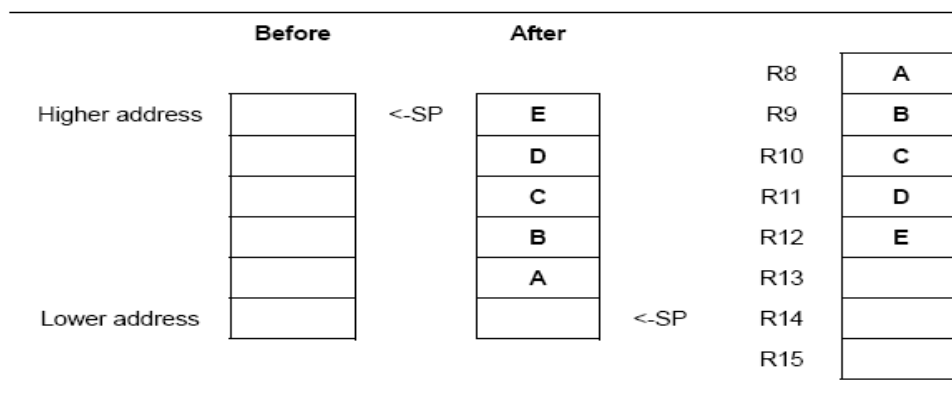 Before After
R8 A
Higher address <-SP E R9 B
D R10 C
C R11 D
B R12 E
A R13
Lower address <-SP R14
R15